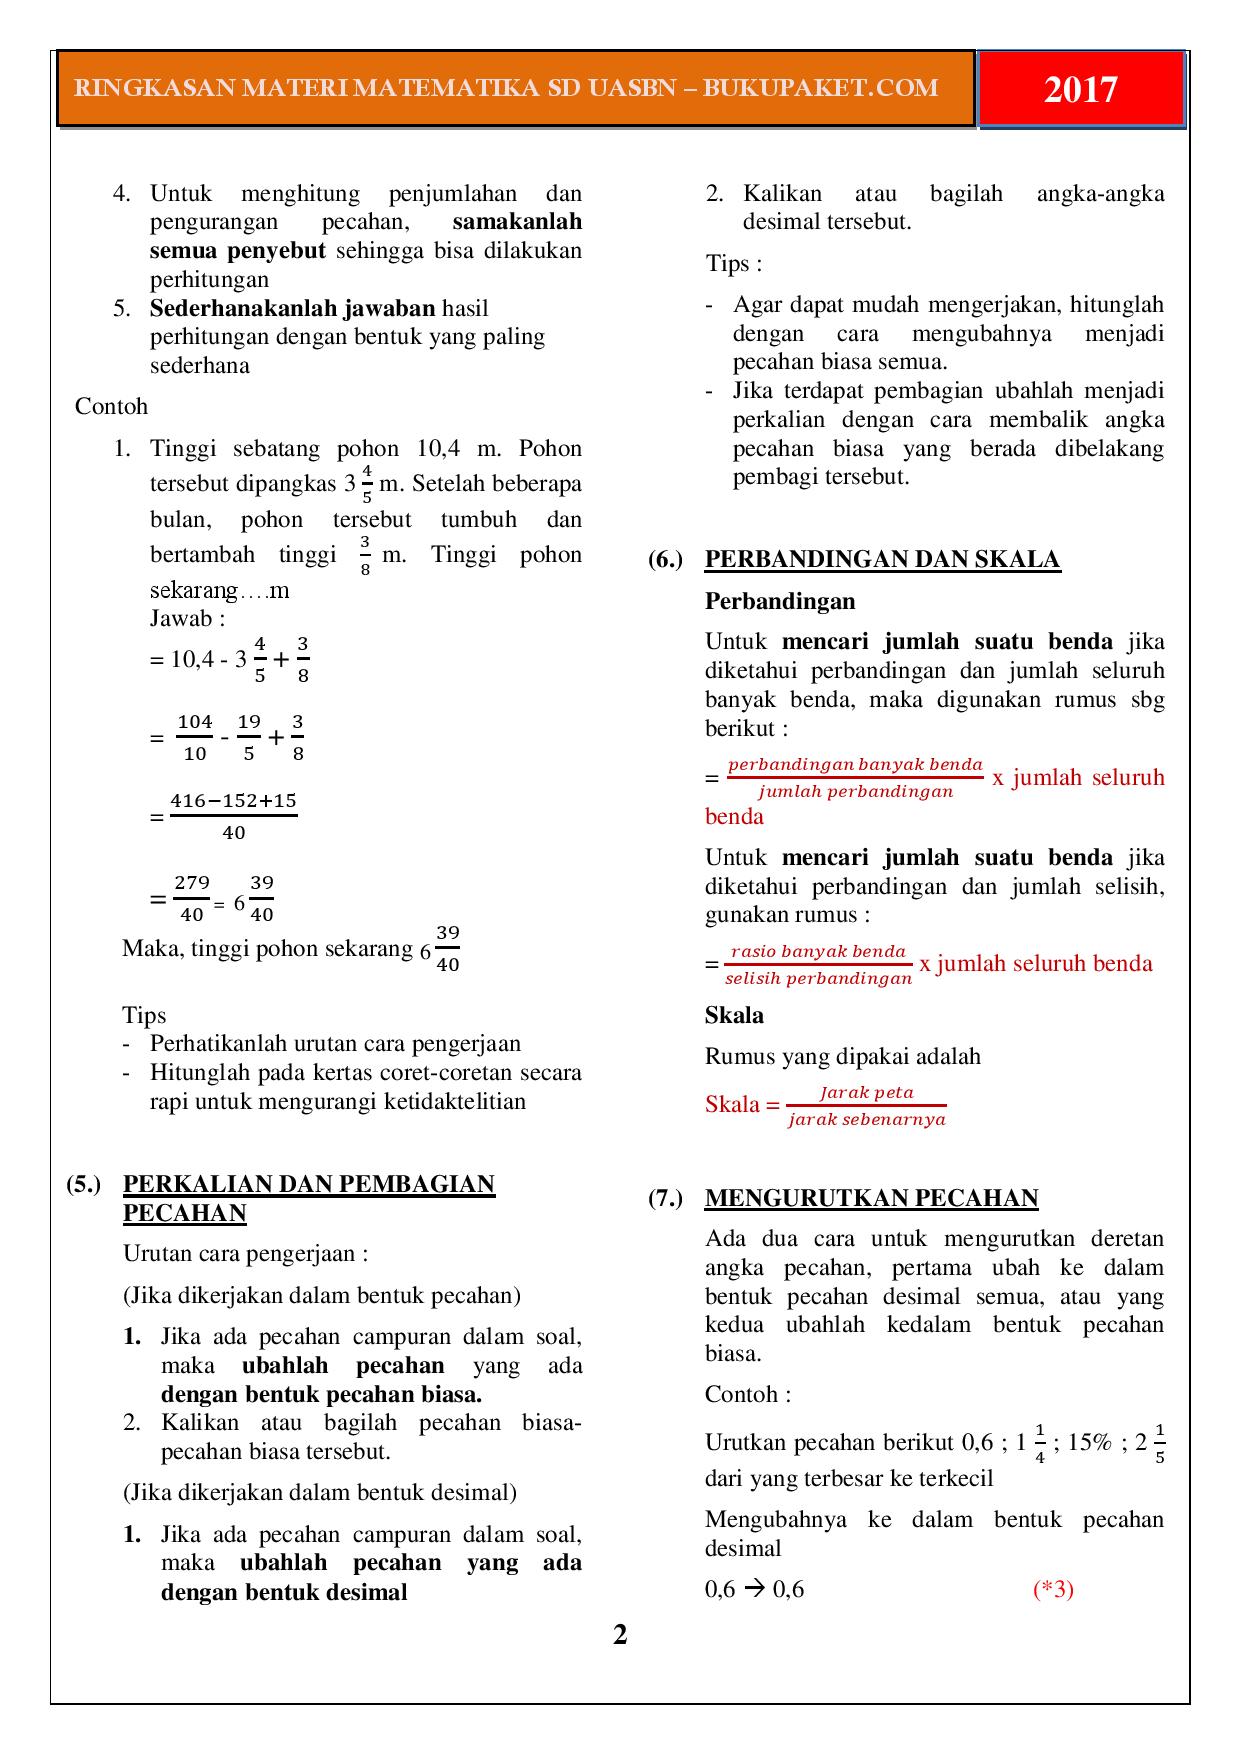 RINGKASAN MATERI MATEMATIKA SD UASBN – BUKUPAKET.COM
2017
4. Untuk menghitung penjumlahan dan
pengurangan pecahan, samakanlah
semua penyebut sehingga bisa dilakukan
perhitungan
5. Sederhanakanlah jawaban hasil
perhitungan dengan bentuk yang paling
sederhana
Contoh
1. Tinggi sebatang pohon 10,4 m. Pohon
tersebut dipangkas 3 4/5 m. Setelah beberapa
bulan, pohon tersebut tumbuh dan
bertambah tinggi 3/8 m. Tinggi pohon
sekarang….m
Jawab :
= 10,4 - 3 4/5 + 3/8
= 104/10 - 19/5 + 3/8
= 416−152+15/40
= 279/40 = 6 39/40
Maka, tinggi pohon sekarang 6 39/40
Tips
- Perhatikanlah urutan cara pengerjaan
- Hitunglah pada kertas coret-coretan secara
rapi untuk mengurangi ketidaktelitian
(5.) PERKALIAN DAN PEMBAGIAN
PECAHAN
Urutan cara pengerjaan :
(Jika dikerjakan dalam bentuk pecahan)
1. Jika ada pecahan campuran dalam soal,
maka ubahlah pecahan yang ada
dengan bentuk pecahan biasa.
2. Kalikan atau bagilah pecahan biasa-
pecahan biasa tersebut.
(Jika dikerjakan dalam bentuk desimal)
1. Jika ada pecahan campuran dalam soal,
maka ubahlah pecahan yang ada
dengan bentuk desimal
2. Kalikan atau bagilah angka-angka
desimal tersebut.
Tips :
- Agar dapat mudah mengerjakan, hitunglah
dengan cara mengubahnya menjadi
pecahan biasa semua.
- Jika terdapat pembagian ubahlah menjadi
perkalian dengan cara membalik angka
pecahan biasa yang berada dibelakang
pembagi tersebut.
(6.) PERBANDINGAN DAN SKALA
Perbandingan
Untuk mencari jumlah suatu benda jika
diketahui perbandingan dan jumlah seluruh
banyak benda, maka digunakan rumus sbg
berikut :
= perbandingan banyak benda/jumlah perbandingan x jumlah seluruh
benda
Untuk mencari jumlah suatu benda jika
diketahui perbandingan dan jumlah selisih,
gunakan rumus :
= rasio banyak benda/selisih perbandingan x jumlah seluruh benda
Skala
Rumus yang dipakai adalah
Skala = Jarak peta/jarak sebenarnya
(7.) MENGURUTKAN PECAHAN
Ada dua cara untuk mengurutkan deretan
angka pecahan, pertama ubah ke dalam
bentuk pecahan desimal semua, atau yang
kedua ubahlah kedalam bentuk pecahan
biasa.
Contoh :
Urutkan pecahan berikut 0,6 ; 1 1/4 ; 15% ; 2 1/5
dari yang terbesar ke terkecil
Mengubahnya ke dalam bentuk pecahan
desimal
0,6 → 0,6 (*3)
2